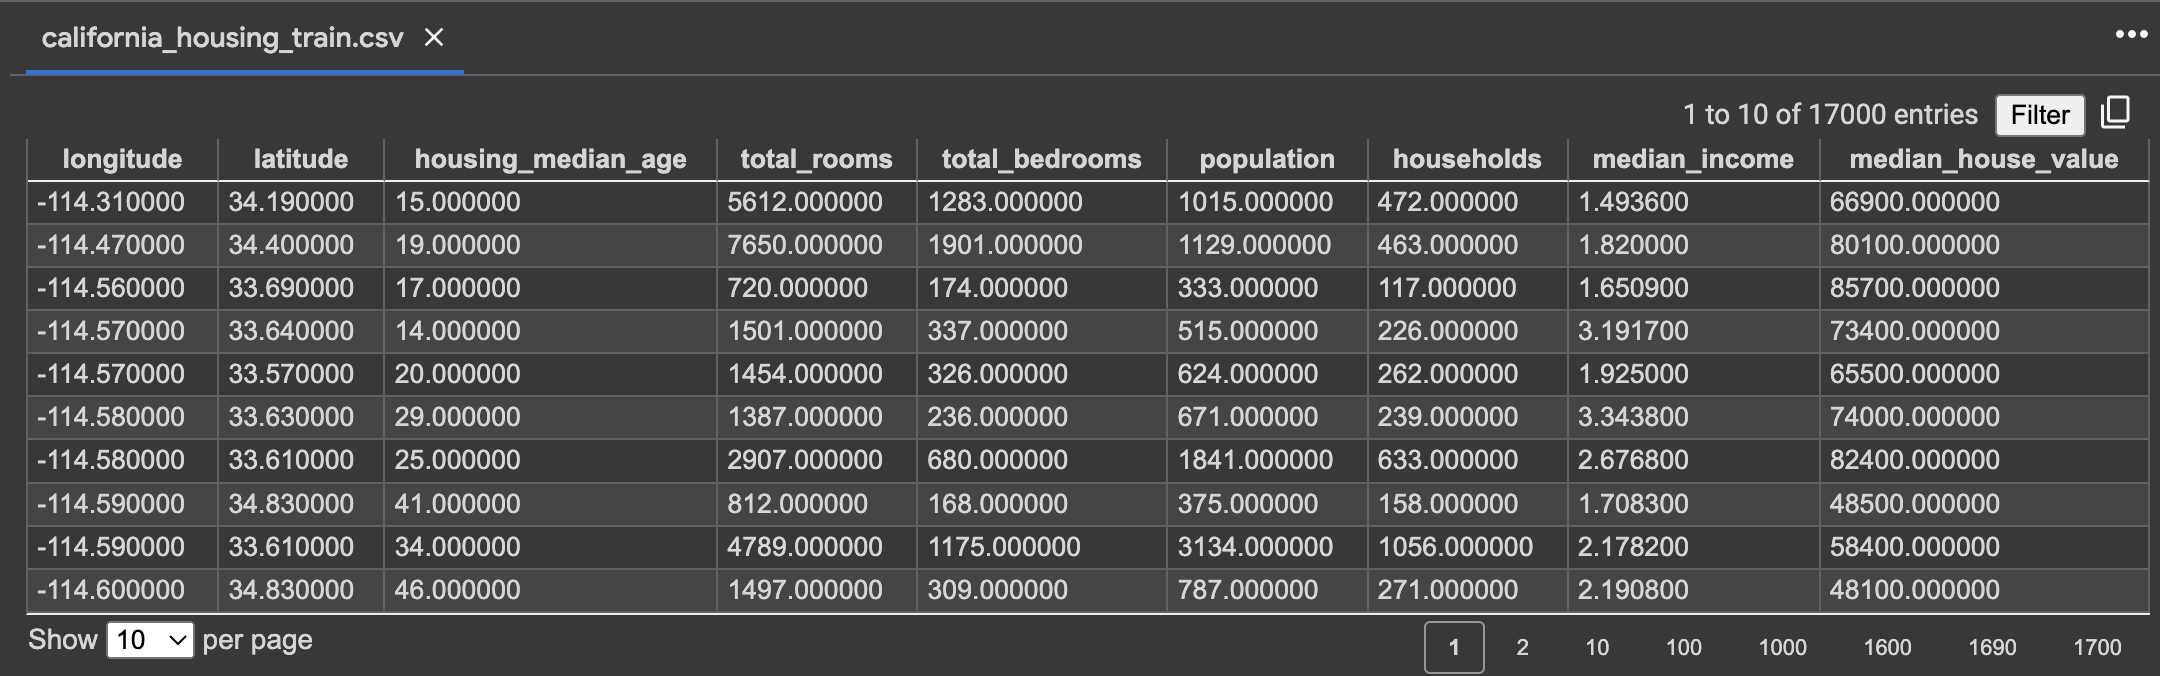 california_housing_train.csv ×
•••
1 to 10 of 17000 entries Filter
longitude latitude housing_median_age total_rooms total_bedrooms population households median_income median_house_value
-114.310000 34.190000 15.000000 5612.000000 1283.000000 1015.000000 472.000000 1.493600 66900.000000
-114.470000 34.400000 19.000000 7650.000000 1901.000000 1129.000000 463.000000 1.820000 80100.000000
-114.560000 33.690000 17.000000 720.000000 174.000000 333.000000 117.000000 1.650900 85700.000000
-114.570000 33.640000 14.000000 1501.000000 337.000000 515.000000 226.000000 3.191700 73400.000000
-114.570000 33.570000 20.000000 1454.000000 326.000000 624.000000 262.000000 1.925000 65500.000000
-114.580000 33.630000 29.000000 1387.000000 236.000000 671.000000 239.000000 3.343800 74000.000000
-114.580000 33.610000 25.000000 2907.000000 680.000000 1841.000000 633.000000 2.676800 82400.000000
-114.590000 34.830000 41.000000 812.000000 168.000000 375.000000 158.000000 1.708300 48500.000000
-114.590000 33.610000 34.000000 4789.000000 1175.000000 3134.000000 1056.000000 2.178200 58400.000000
-114.600000 34.830000 46.000000 1497.000000 309.000000 787.000000 271.000000 2.190800 48100.000000
Show 10 per page 1 2 10 100 1000 1600 1690 1700